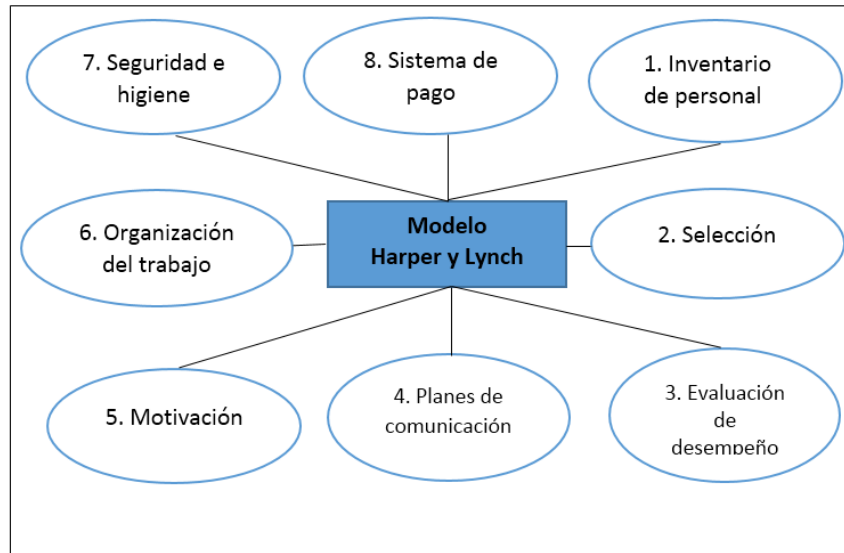 7. Seguridad e
higiene
8. Sistema de
pago
1. Inventario
de personal
6. Organización
del trabajo
Modelo
Harper y Lynch
2. Selección
5. Motivación
4. Planes de
comunicación
3. Evaluación
de
desempeño